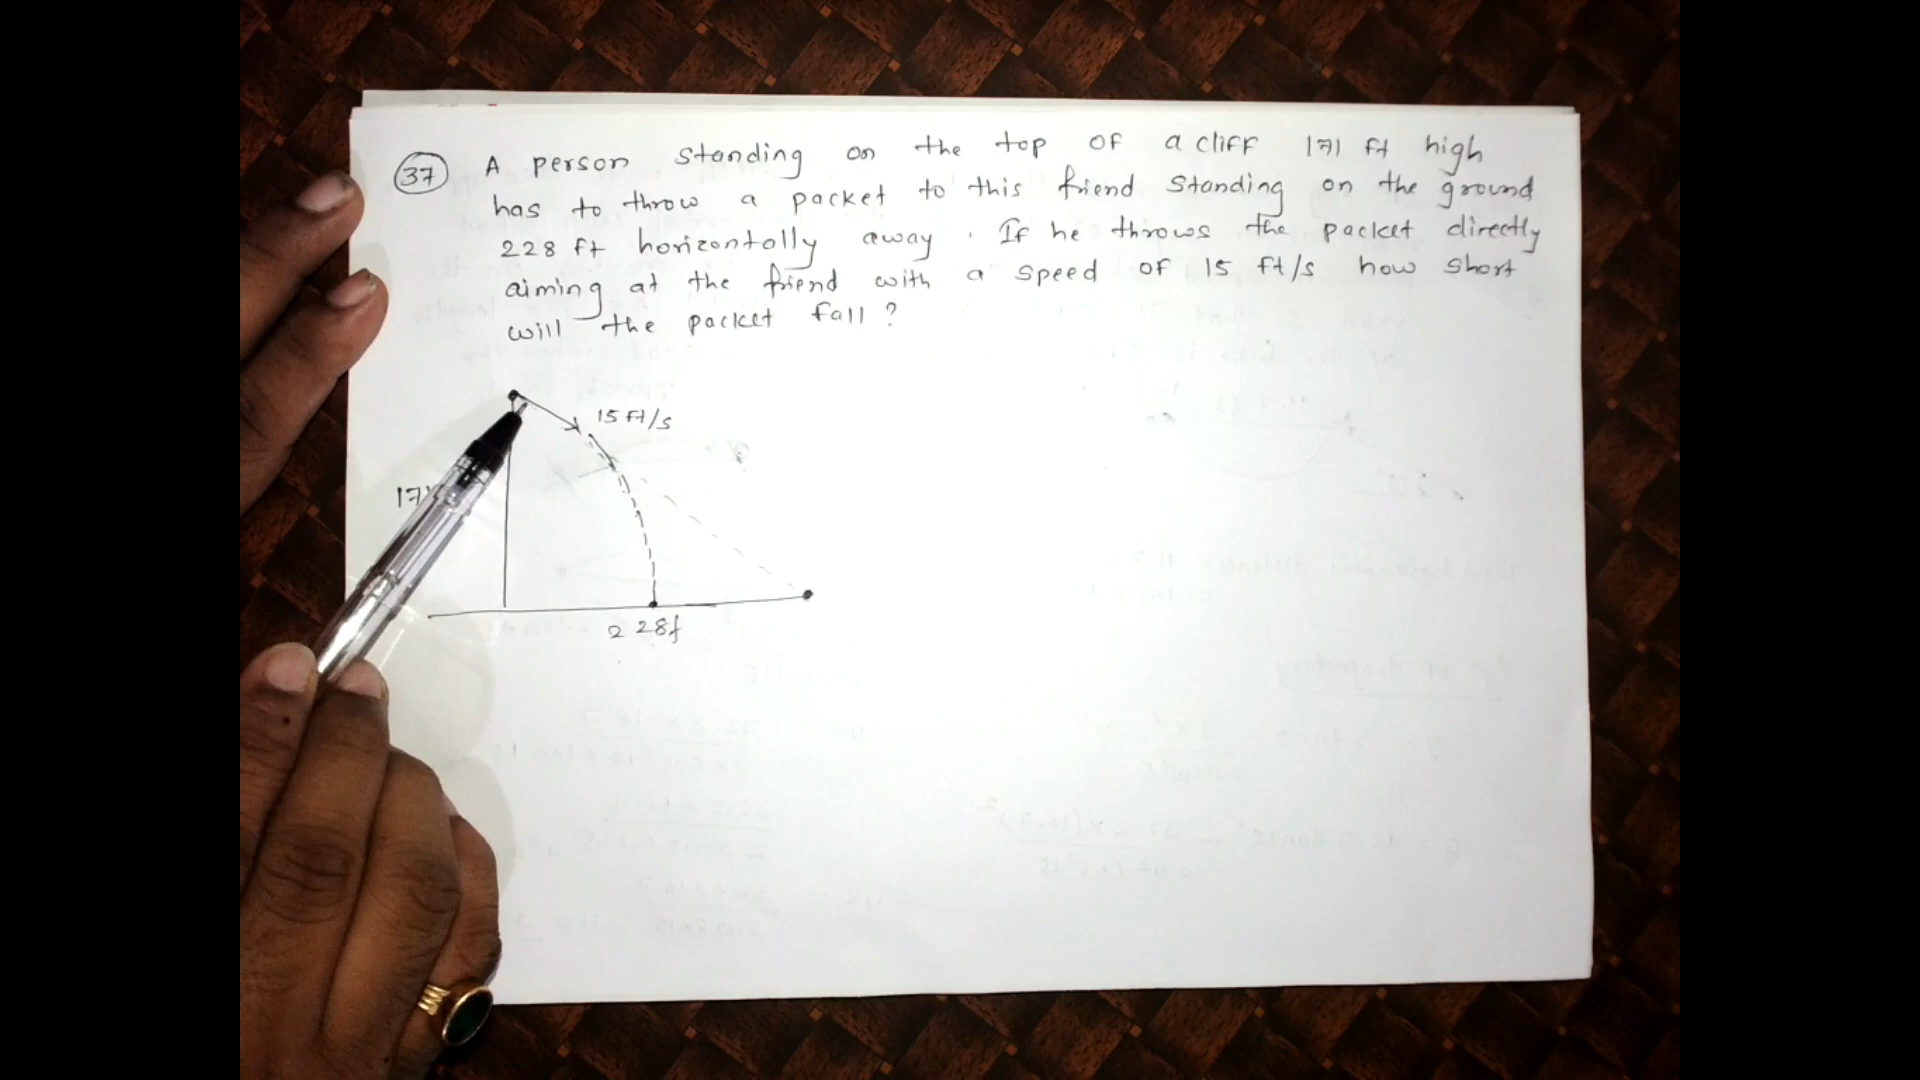 37 A person standing on the top of a cliff 171 ft high
has to throw a packet to this friend standing on the ground
228 ft horizontally away. If he throws the packet directly
aiming at the friend with a speed of 15 ft/s how short
will the packet fall?
15 ft/s
171
228f